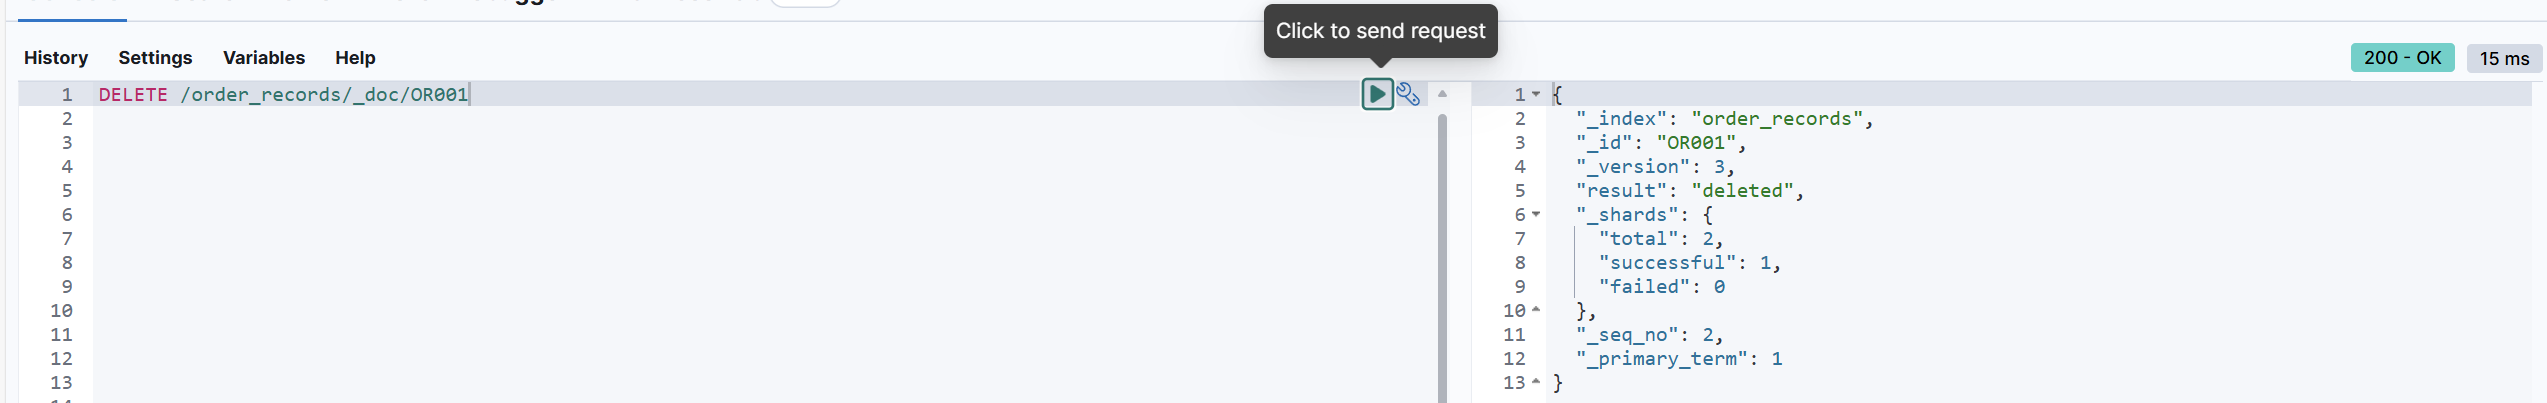 Click to send request
History Settings Variables Help
200 - OK 15 ms
1 DELETE /order_records/_doc/OR001
2
3
4
5
6
7
8
9
10
11
12
13
1 {
2 "_index": "order_records",
3 "_id": "OR001",
4 "_version": 3,
5 "result": "deleted",
6 "_shards": {
7 "total": 2,
8 "successful": 1,
9 "failed": 0
10 },
11 "_seq_no": 2,
12 "_primary_term": 1
13 }